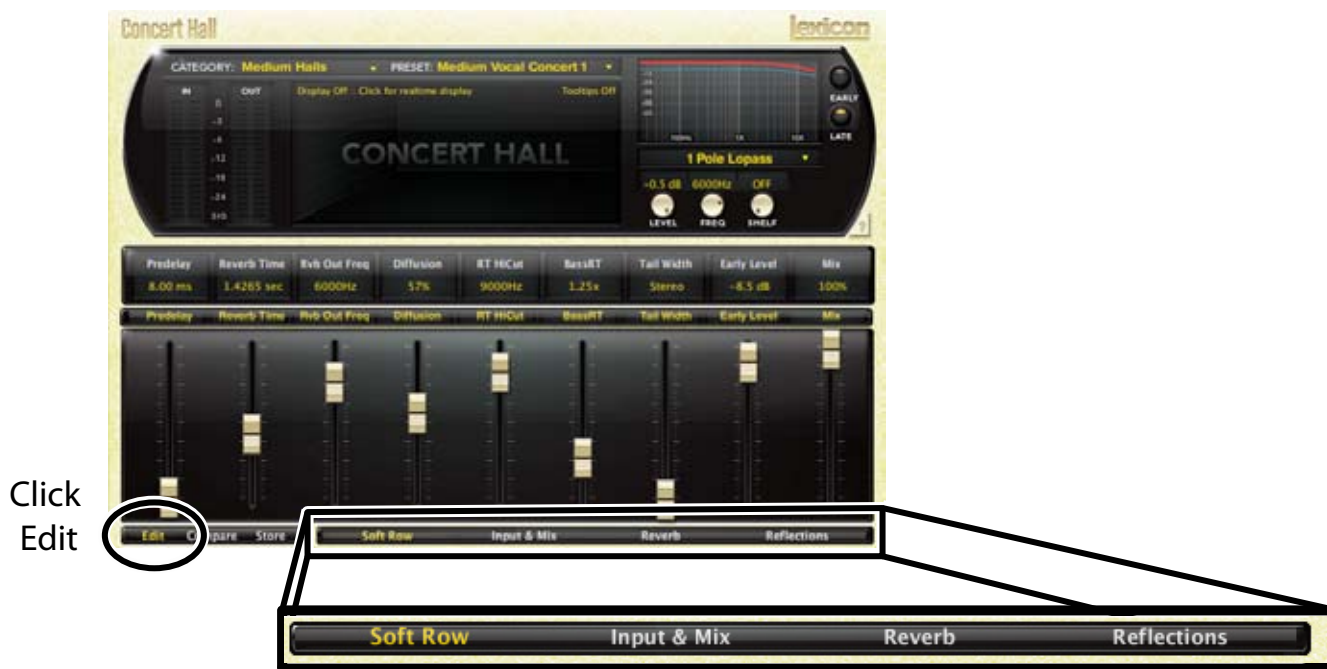 Concert Hall
lexicon
CATEGORY: Medium Halls PRESET: Medium Vocal Concert 1
IN OUT
Display Off : Click for realtime display Tooltips Off
EARLY
LATE
CONCERT HALL
0
-12
-18
-24
1 Pole Lopass
-0.5 dB 6000Hz OFF
LEVEL FREQ SHELF
?
Predelay Reverb Time Rvb Out Freq Diffusion RT HiCut BassRT Tail Width Early Level Mix
8.00 ms 1.4265 sec 6000Hz 57% 9000Hz 1.25x Stereo -8.5 dB 100%
Predelay Reverb Time Rvb Out Freq Diffusion RT HiCut BassRT Tail Width Early Level Mix
Click
Edit
Edit Compare Store Soft Row Input & Mix Reverb Reflections
Soft Row Input & Mix Reverb Reflections